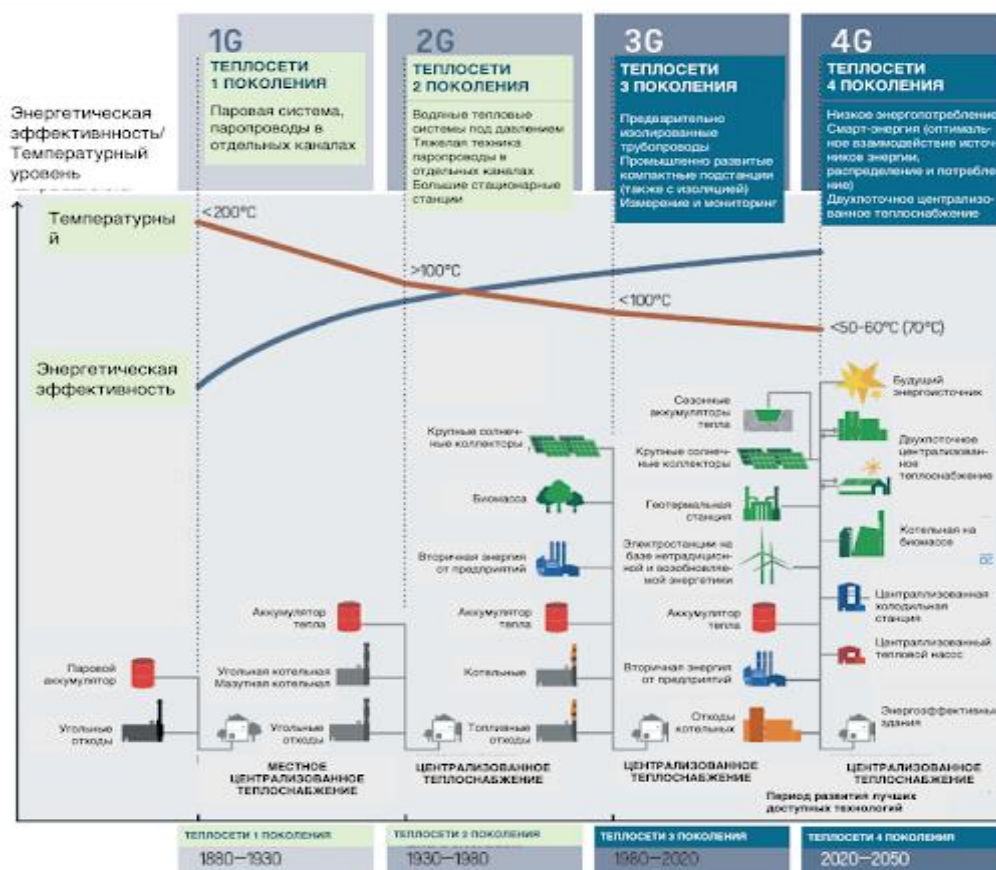 1G
ТЕПЛОСЕТИ
1 ПОКОЛЕНИЯ
Паровая система,
паропроводы в
отдельных каналах
2G
ТЕПЛОСЕТИ
2 ПОКОЛЕНИЯ
Водяные тепловые
системы под давлением
Тяжелая техника
паропроводы в
отдельных каналах
Большие стационарные
станции
3G
ТЕПЛОСЕТИ
3 ПОКОЛЕНИЯ
Предварительно
изолированные
трубопроводы
Промышленно развитые
компактные подстанции
(также с изоляцией)
Измерение и мониторинг
4G
ТЕПЛОСЕТИ
4 ПОКОЛЕНИЯ
Низкое энергопотребление
Смарт-энергия (оптималь-
ное взаимодействие источ-
ников энергии,
распределение и потребле-
ние)
Двухпоточное централизо-
ванное теплоснабжение
Энергетическая
эффективнность/
Температурный
уровень
Температурны
й
<200°C
>100°C
<100°C
<50-60°C (70°C)
Энергетическая
эффективность
Паровой
аккумулятор
Угольные
отходы
Аккумулятор
тепла
Угольная котельная
Мазутная котельная
Угольные
отходы
МЕСТНОЕ
ЦЕНТРАЛИЗОВАННОЕ
ТЕПЛОСНАБЖЕНИЕ
Крупные солнеч-
ные коллекторы
Биомасса
Вторичная энергия
от предприятий
Аккумулятор
тепла
Котельные
Топливные
отходы
ЦЕНТРАЛИЗОВАННОЕ
ТЕПЛОСНАБЖЕНИЕ
Сезонные
аккумуляторы
тепла
Крупные солнеч-
ные коллекторы
Геотермальная
станция
Электростанции на
базе нетрадицион-
ной и возобновляе-
мой энергетики
Аккумулятор
тепла
Вторичная энергия
от предприятий
Отходы
котельных
ЦЕНТРАЛИЗОВАННОЕ
ТЕПЛОСНАБЖЕНИЕ
Будущий
энергоисточник
Двухпоточное
централизован-
ное
теплоснабжение
Котельная на
биомассе
Централлизованная
холодильная
станция
Централлизованный
тепловой насос
Энергоэффективные
здания
ЦЕНТРАЛИЗОВАННОЕ
ТЕПЛОСНАБЖЕНИЕ
Период развития лучших
доступных технологий
ТЕПЛОСЕТИ 1 ПОКОЛЕНИЯ
1880—1930
ТЕПЛОСЕТИ 2 ПОКОЛЕНИЯ
1930—1980
ТЕПЛОСЕТИ 3 ПОКОЛЕНИЯ
1980—2020
ТЕПЛОСЕТИ 4 ПОКОЛЕНИЯ
2020—2050